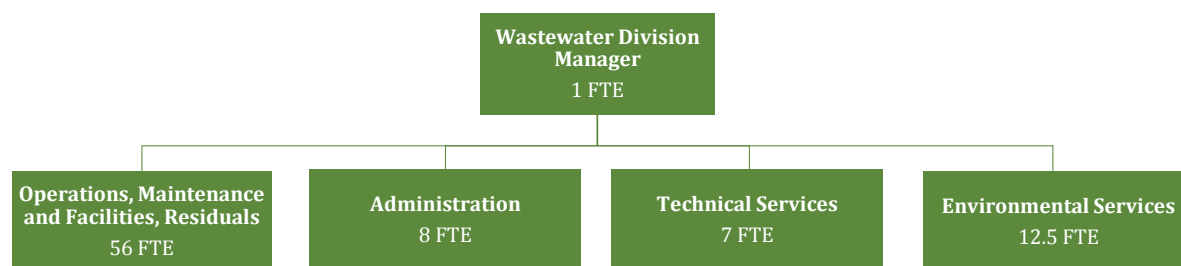 Wastewater Division
Manager
1 FTE
Operations, Maintenance
and Facilities, Residuals
56 FTE
Administration
8 FTE
Technical Services
7 FTE
Environmental Services
12.5 FTE